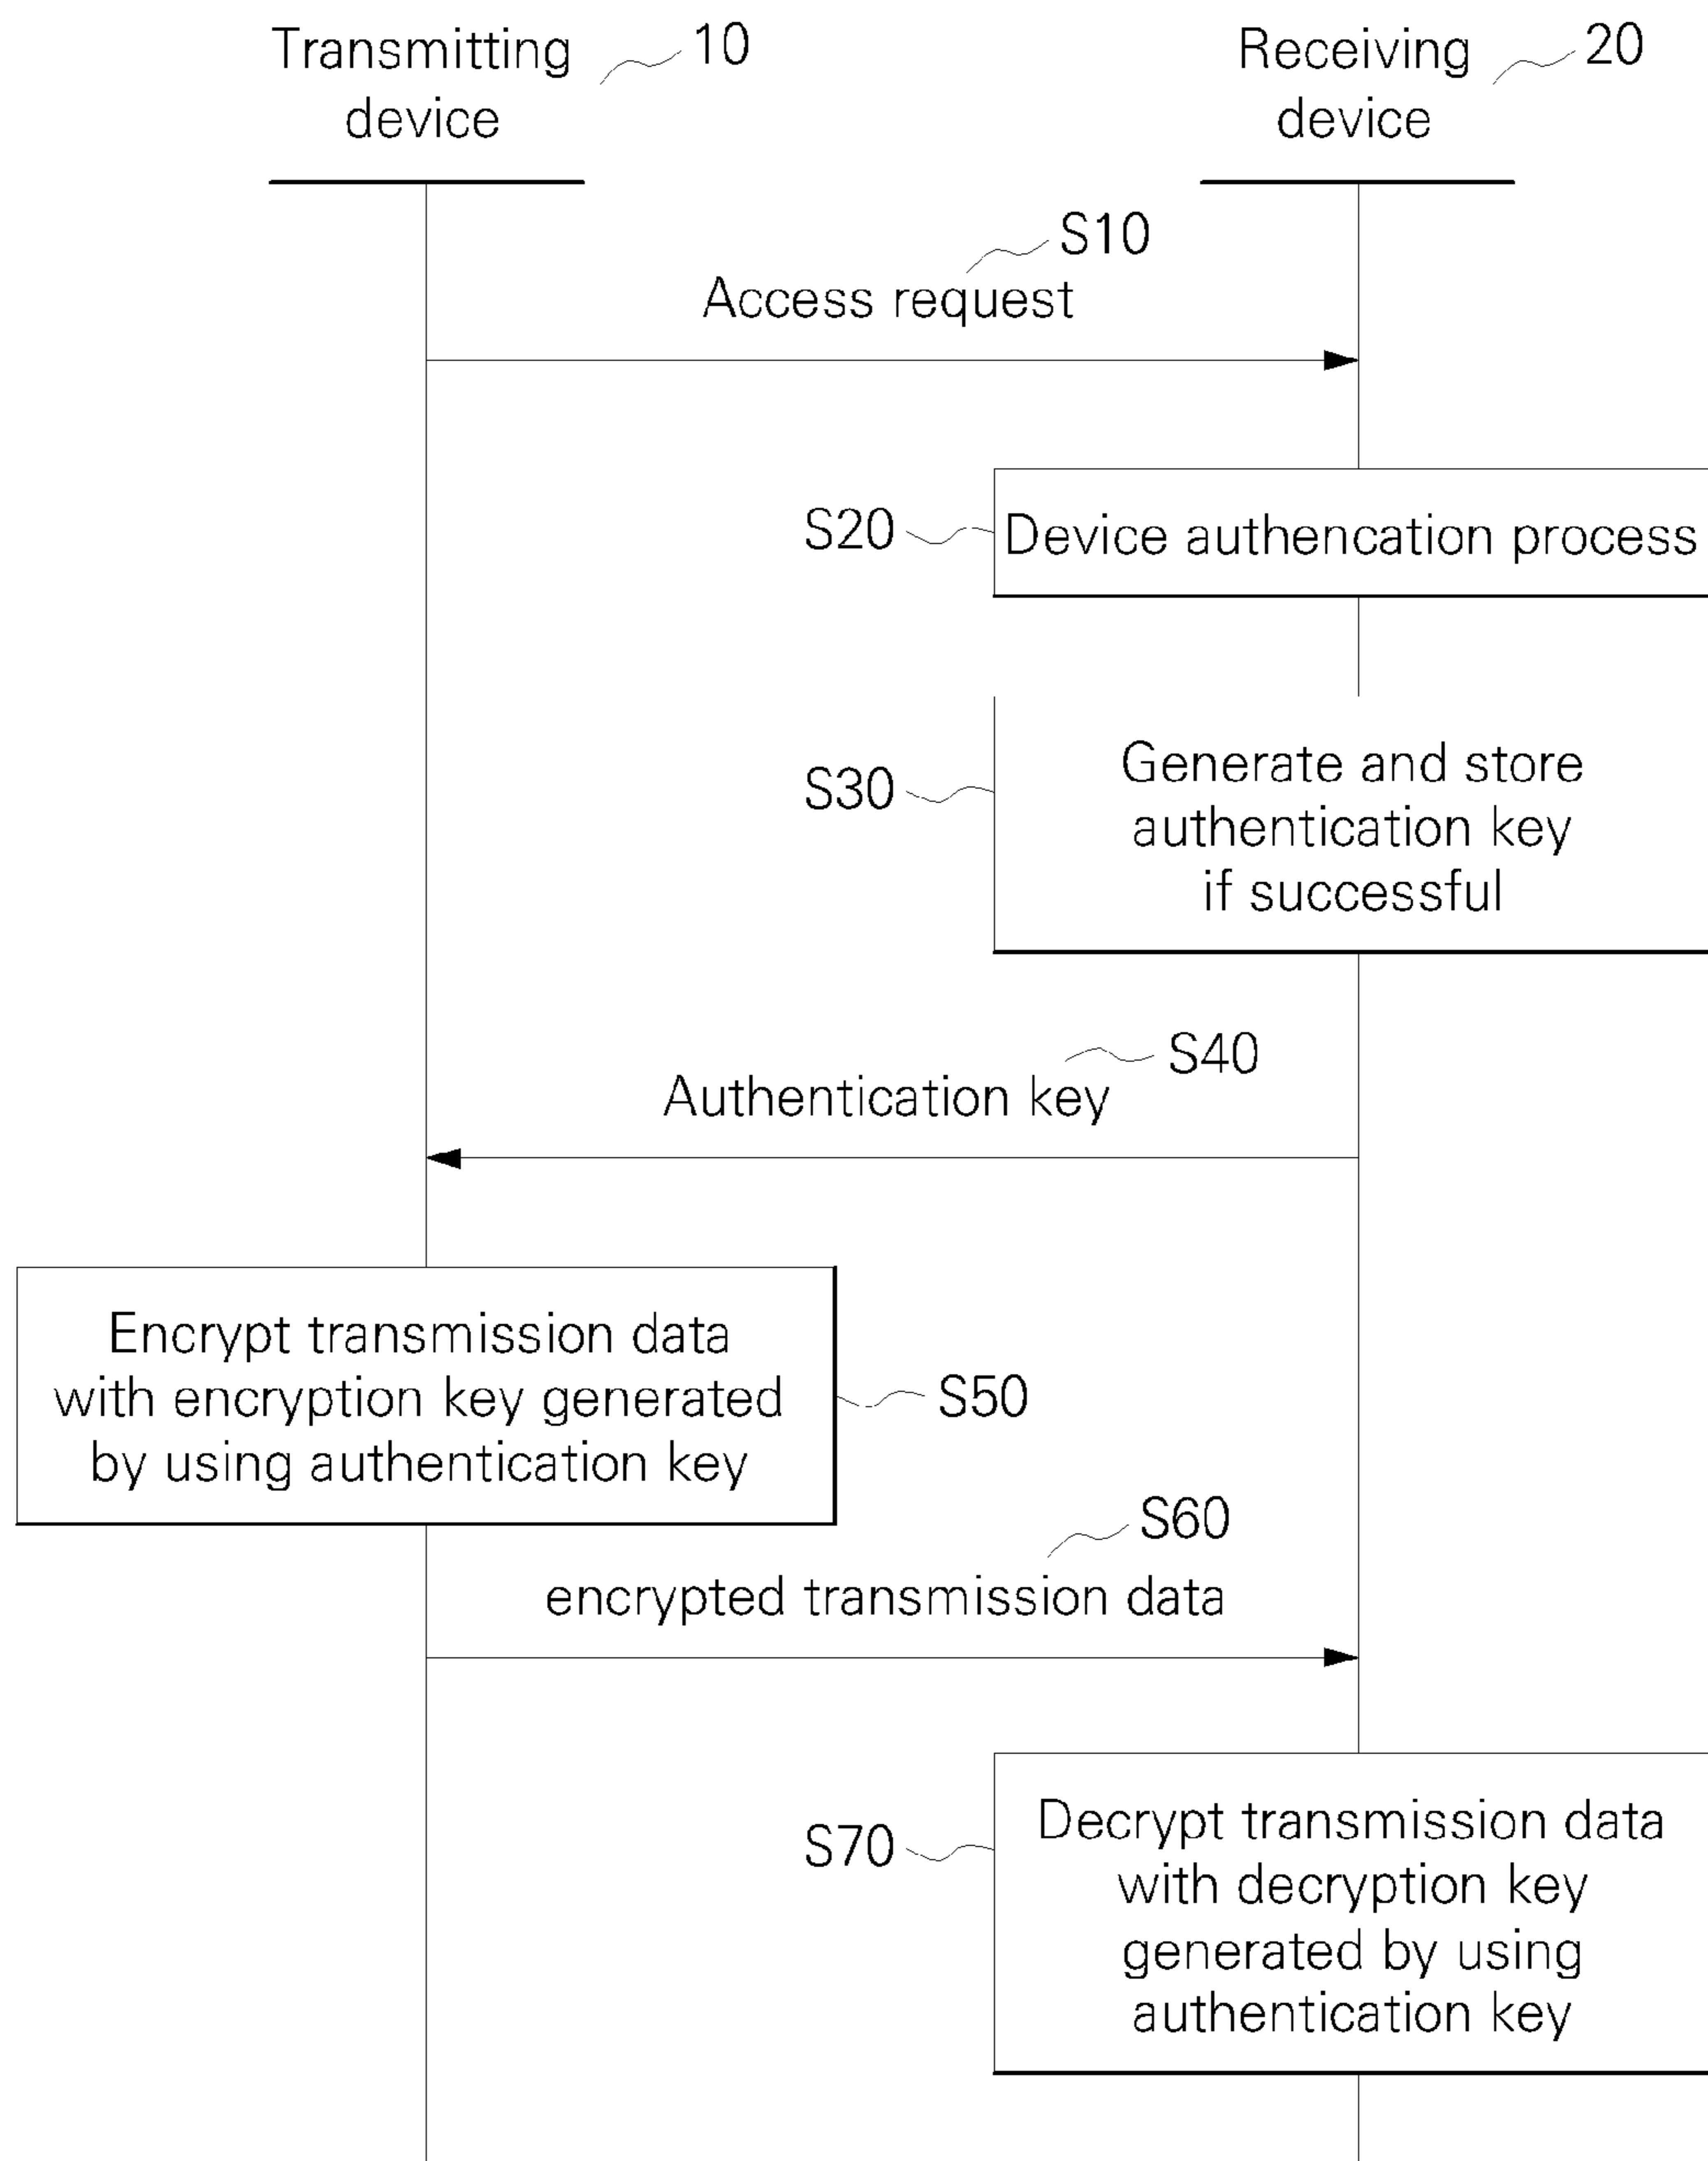 Transmitting
device
10
Receiving
device
20
S10
Access request
S20
Device authencation process
S30
Generate and store
authentication key
if successful
S40
Authentication key
Encrypt transmission data
with encryption key generated
by using authentication key
S50
S60
encrypted transmission data
S70
Decrypt transmission data
with decryption key
generated by using
authentication key